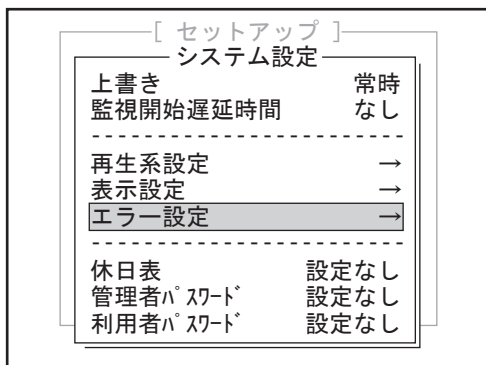 [ セットアップ ]
システム設定
上書き 常時
監視開始遅延時間 なし
再生系設定 →
表示設定 →
エラー設定 →
休日表 設定なし
管理者ﾊﾟｽﾜｰﾄﾞ 設定なし
利用者ﾊﾟｽﾜｰﾄﾞ 設定なし